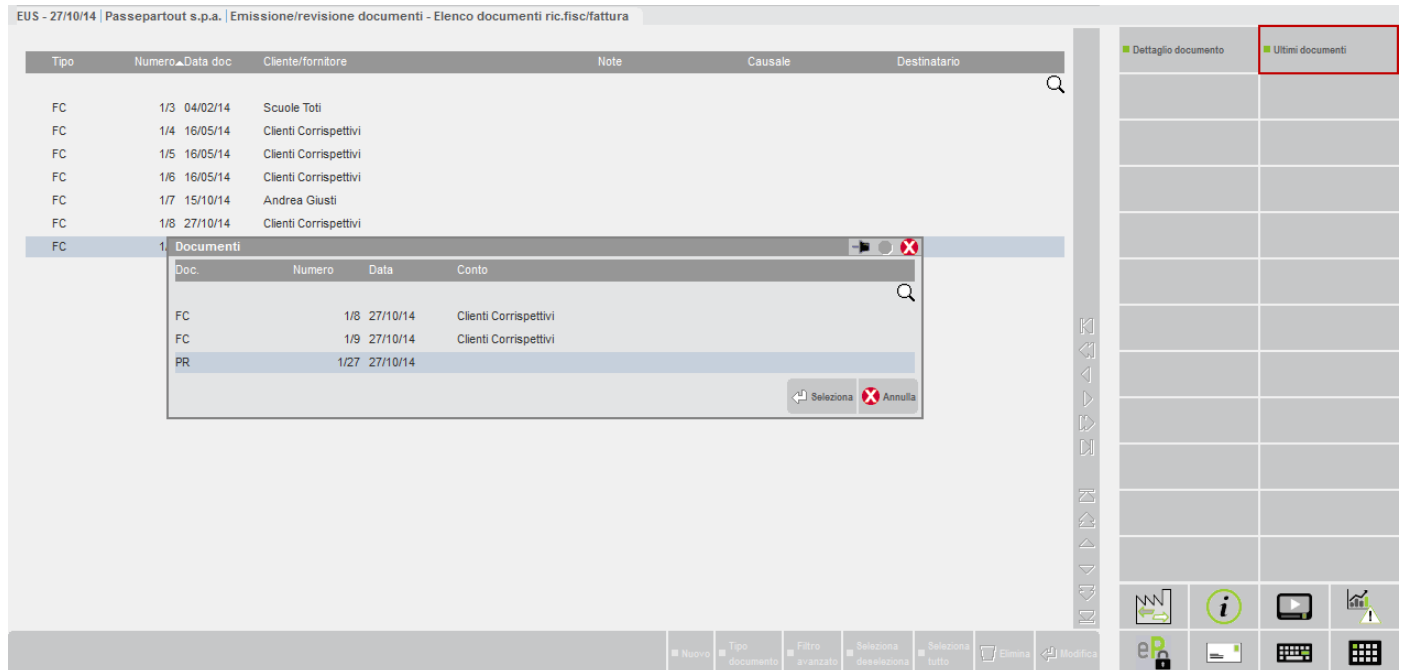 EUS - 27/10/14 | Passepartout s.p.a. | Emissione/revisione documenti - Elenco documenti ric.fisc/fattura
Dettaglio documento Ultimi documenti
Tipo Numero Data doc Cliente/fornitore Note Causale Destinatario
FC 1/3 04/02/14 Scuole Toti
FC 1/4 16/05/14 Clienti Corrispettivi
FC 1/5 16/05/14 Clienti Corrispettivi
FC 1/6 16/05/14 Clienti Corrispettivi
FC 1/7 15/10/14 Andrea Giusti
FC 1/8 27/10/14 Clienti Corrispettivi
FC
Documenti
Doc. Numero Data Conto
FC 1/8 27/10/14 Clienti Corrispettivi
FC 1/9 27/10/14 Clienti Corrispettivi
PR 1/27 27/10/14
Seleziona Annulla
Nuovo Tipo documento Filtro avanzato Seleziona deseleziona Seleziona tutto Elimina Modifica